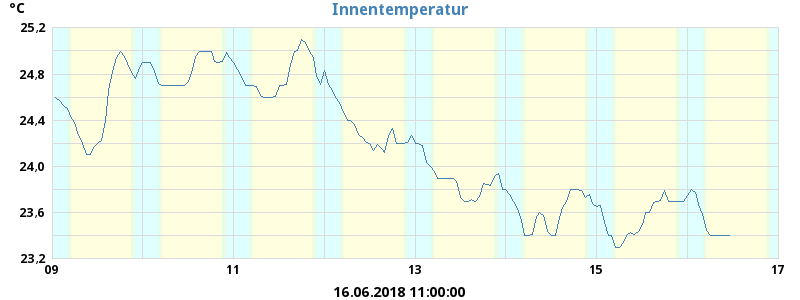 °C
Innentemperatur
25,2
24,8
24,4
24,0
23,6
23,2
09 11 13 15 17
16.06.2018 11:00:00